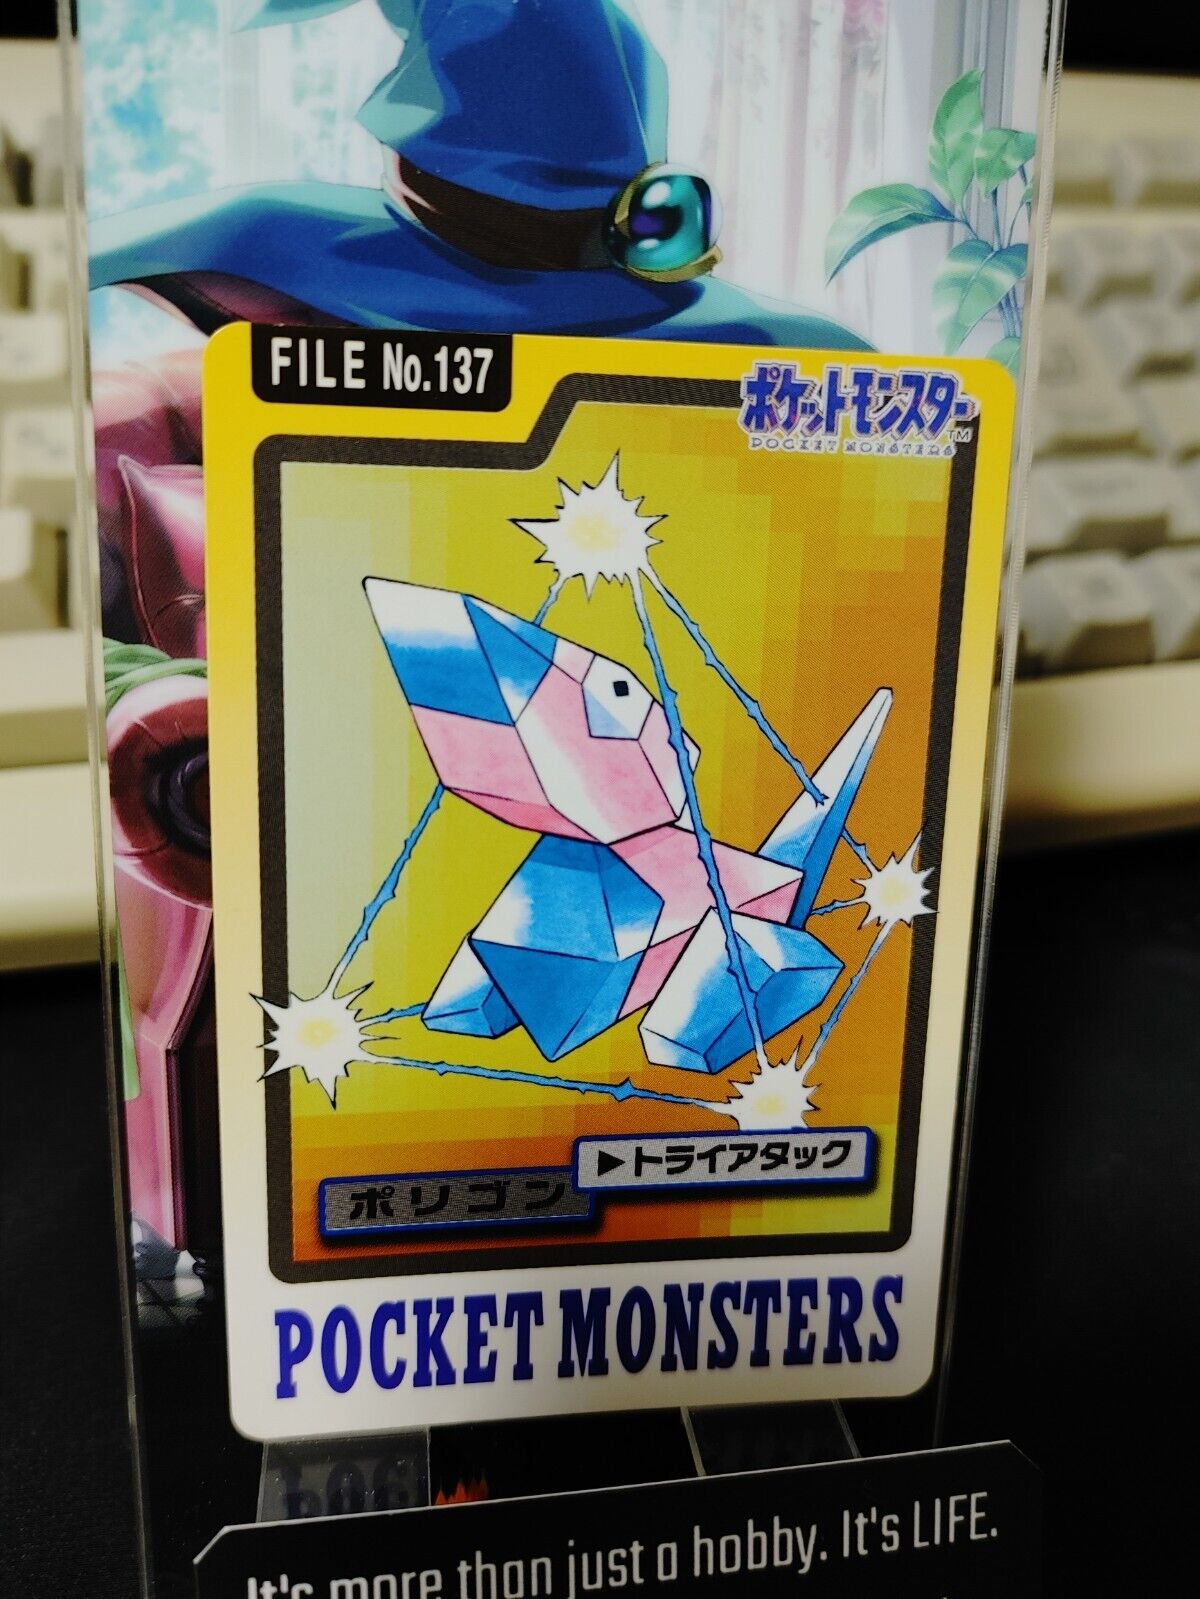 FILE No.137
ポケットモンスター
TM
POCKET MONSTERS
▶トライアタック
ポリゴン
POCKET MONSTERS
It's more than just a hobby. It's LIFE.